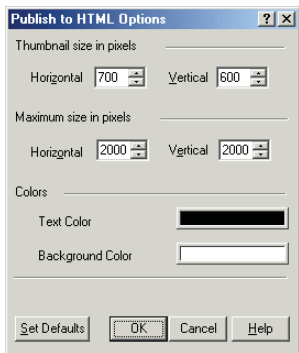 Publish to HTML Options
Thumbnail size in pixels
Horizontal 700 Vertical 600
Maximum size in pixels
Horizontal 2000 Vertical 2000
Colors
Text Color
Background Color
Set Defaults OK Cancel Help